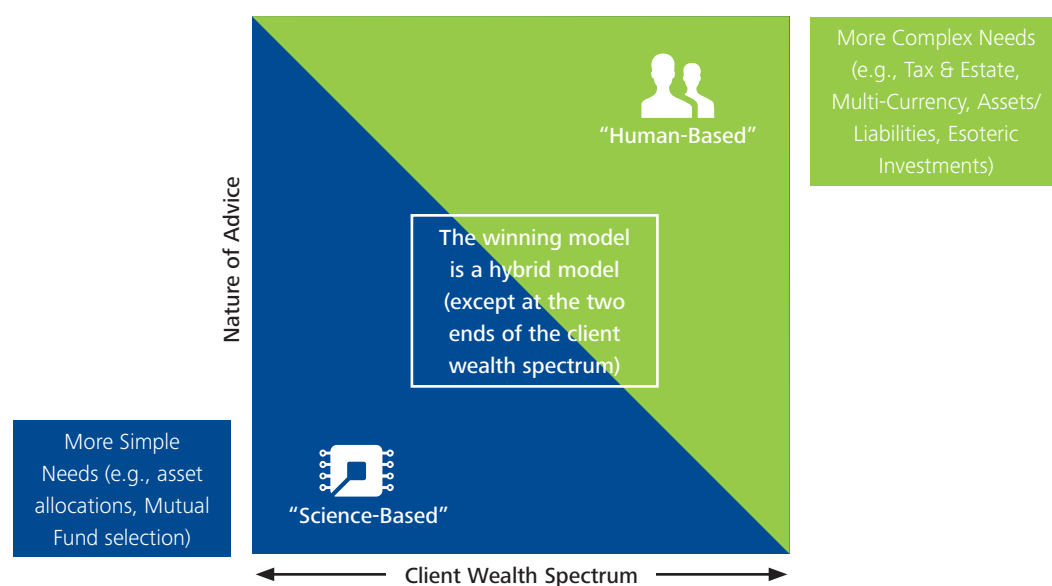 More Complex Needs
(e.g., Tax & Estate,
Multi-Currency, Assets/
Liabilities, Esoteric
Investments)
“Human-Based”
Nature of Advice
The winning model
is a hybrid model
(except at the two
ends of the client
wealth spectrum)
More Simple
Needs (e.g., asset
allocations, Mutual
Fund selection)
“Science-Based”
Client Wealth Spectrum